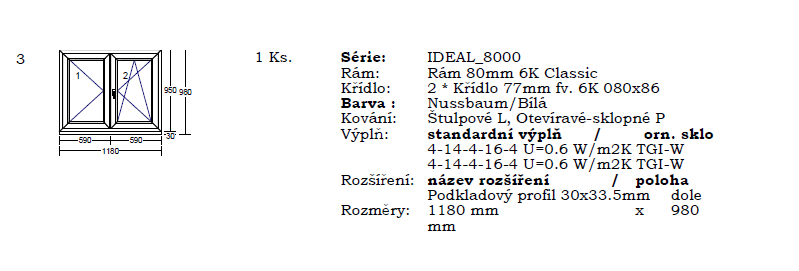 3
1 Ks.
1
2
950
980
30
590
590
1180
Série: IDEAL_8000
Rám: Rám 80mm 6K Classic
Křídlo: 2 * Křídlo 77mm fv. 6K 080x86
Barva : Nussbaum/Bílá
Kování: Štulpové L, Otevíravé-sklopné P
Výplň: standardní výplň / orn. sklo
4-14-4-16-4 U=0.6 W/m2K TGI-W
4-14-4-16-4 U=0.6 W/m2K TGI-W
Rozšíření: název rozšíření / poloha
Podkladový profil 30x33.5mm dole
Rozměry: 1180 mm x 980
mm